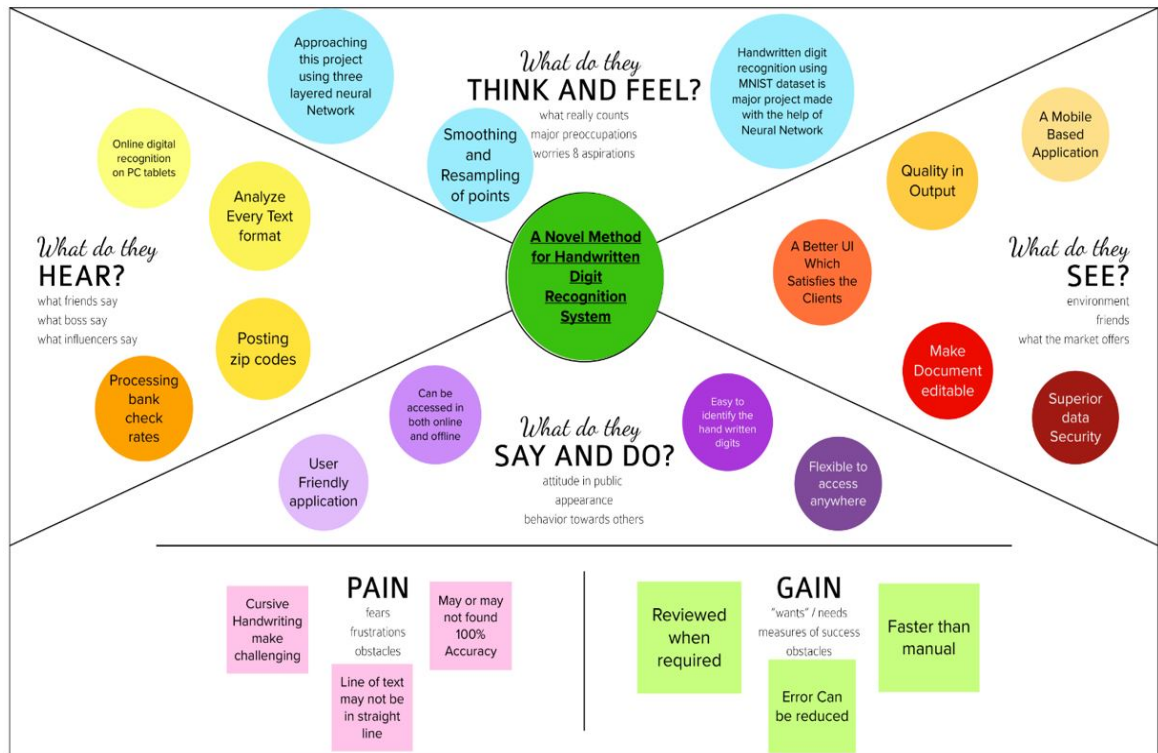 Approaching
this project
using three
layered neural
Network
What do they
THINK AND FEEL?
what really counts
major preoccupations
worries & aspirations
Smoothing
and
Resampling
of points
Handwritten digit
recognition using
MNIST dataset is
major project made
with the help of
Neural Network
What do they
HEAR?
what friends say
what boss say
what influencers say
Online digital
recognition
on PC tablets
Analyze
Every Text
format
Posting
zip codes
Processing
bank
check
rates
A Novel Method
for Handwritten
Digit
Recognition
System
What do they
SEE?
environment
friends
what the market offers
A Mobile
Based
Application
Quality in
Output
A Better UI
Which
Satisfies the
Clients
Make
Document
editable
Superior
data
Security
What do they
SAY AND DO?
attitude in public
appearance
behavior towards others
Can be
accessed in
both online
and offline
User
Friendly
application
Easy to
identify the
hand written
digits
Flexible to
access
anywhere
PAIN
fears
frustrations
obstacles
Cursive
Handwriting
make
challenging
May or may
not found
100%
Accuracy
Line of text
may not be
in straight
line
GAIN
"wants" / needs
measures of success
obstacles
Reviewed
when
required
Faster than
manual
Error Can
be reduced